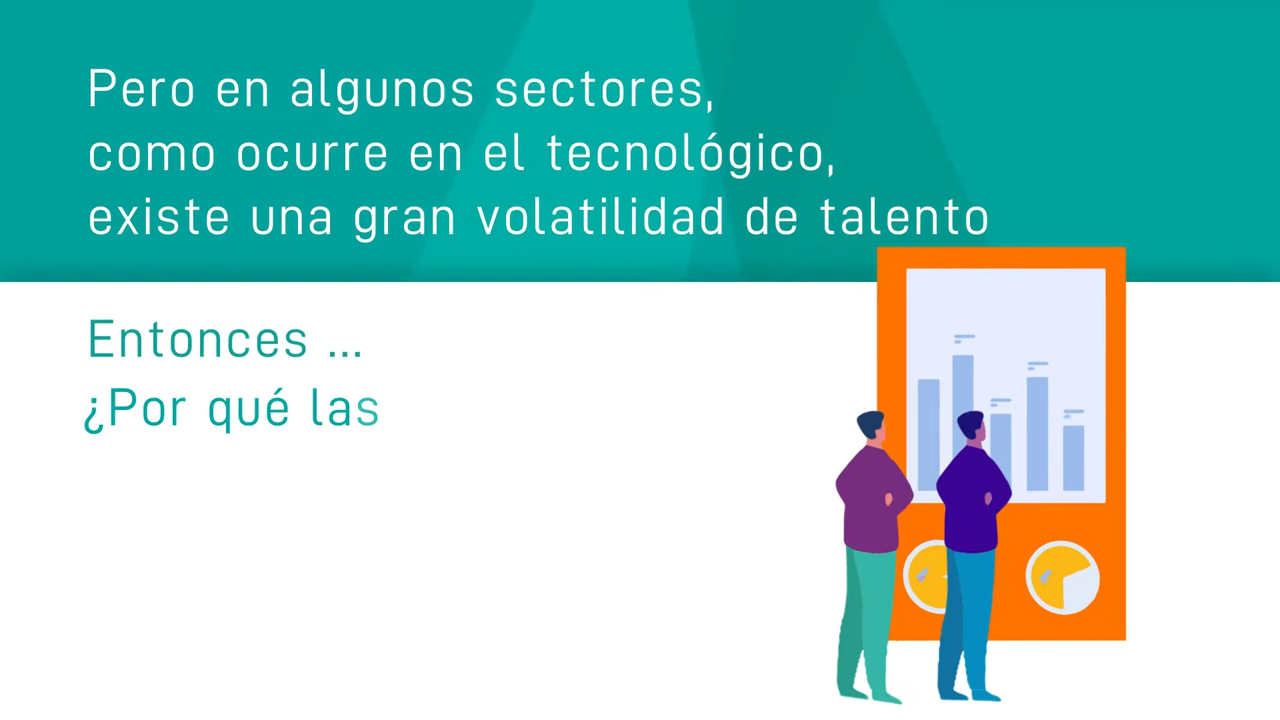 Pero en algunos sectores,
como ocurre en el tecnológico,
existe una gran volatilidad de talento
Entonces ...
¿Por qué las